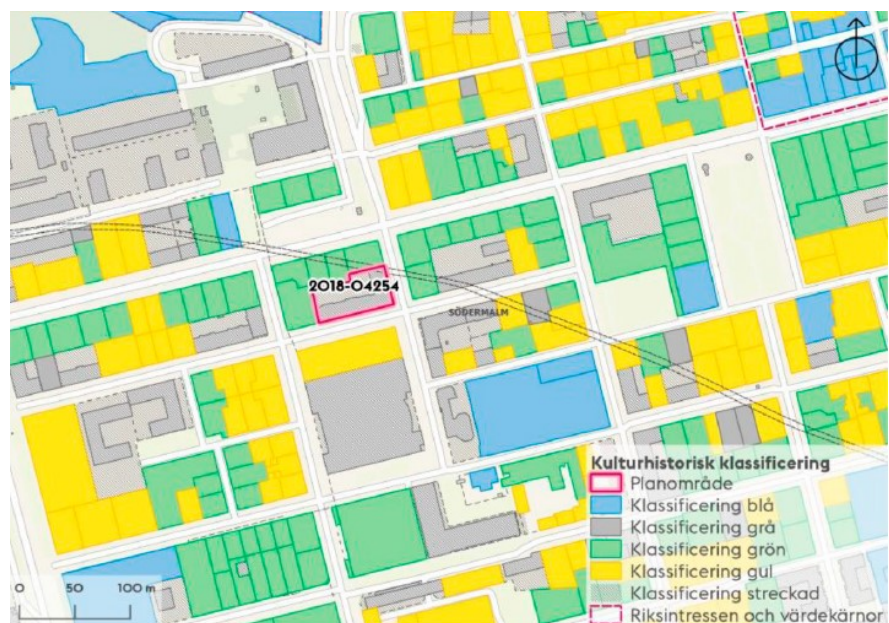 2018-04254
SÖDERMALM
Kulturhistorisk klassificering
Planområde
Klassificering blå
Klassificering grå
Klassificering grön
Klassificering gul
Klassificering streckad
Riksintressen och värdekärnor
0 50 100 m